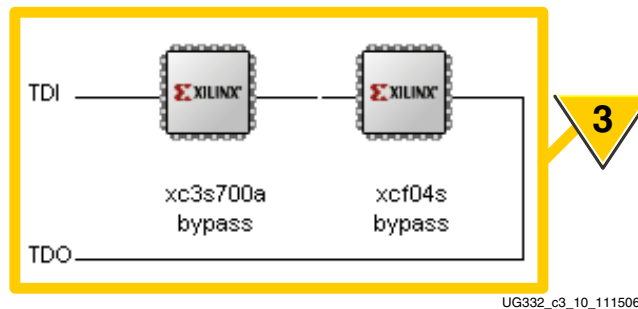 TDI
XILINX®
XILINX®
3
xc3s700a
xcf04s
bypass
bypass
TDO
UG332_c3_10_111506